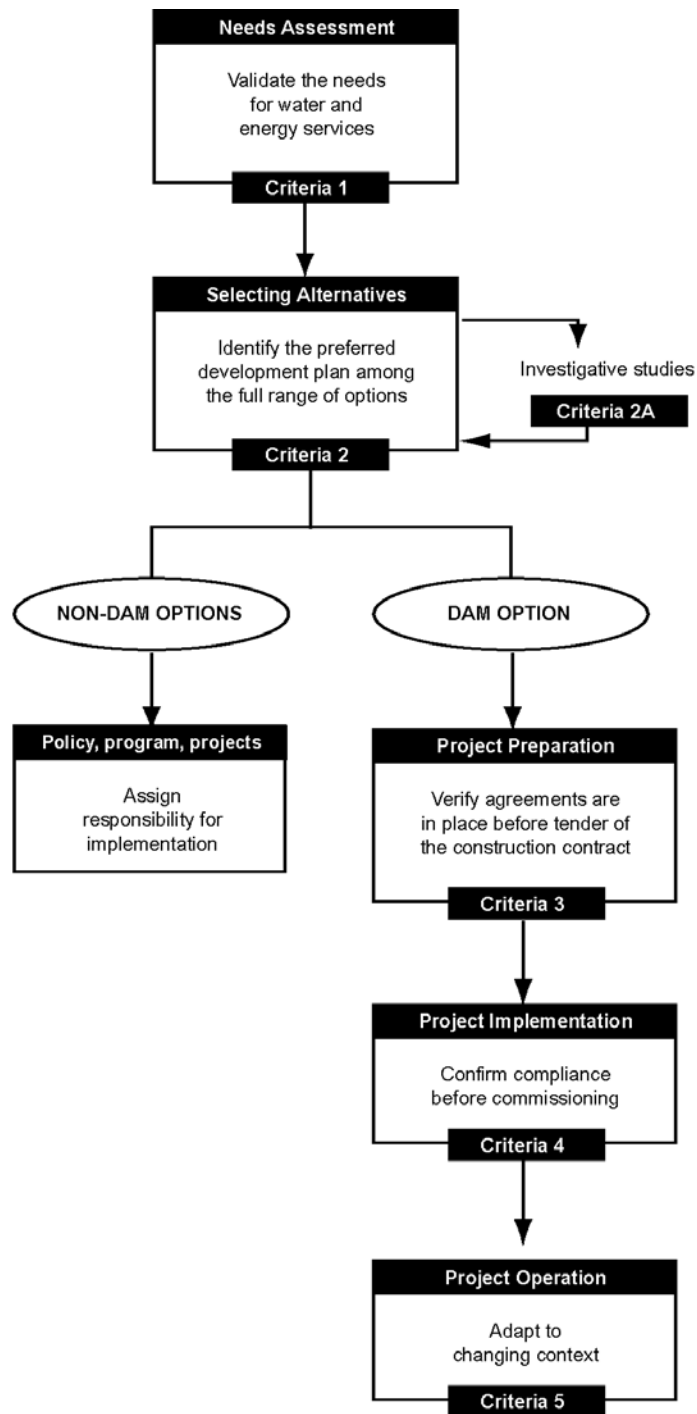 Needs Assessment
Validate the needs
for water and
energy services
Criteria 1
Selecting Alternatives
Identify the preferred
development plan among
the full range of options
Criteria 2
Investigative studies
Criteria 2A
NON-DAM OPTIONS
DAM OPTION
Policy, program, projects
Assign
responsibility for
implementation
Project Preparation
Verify agreements are
in place before tender of
the construction contract
Criteria 3
Project Implementation
Confirm compliance
before commissioning
Criteria 4
Project Operation
Adapt to
changing context
Criteria 5